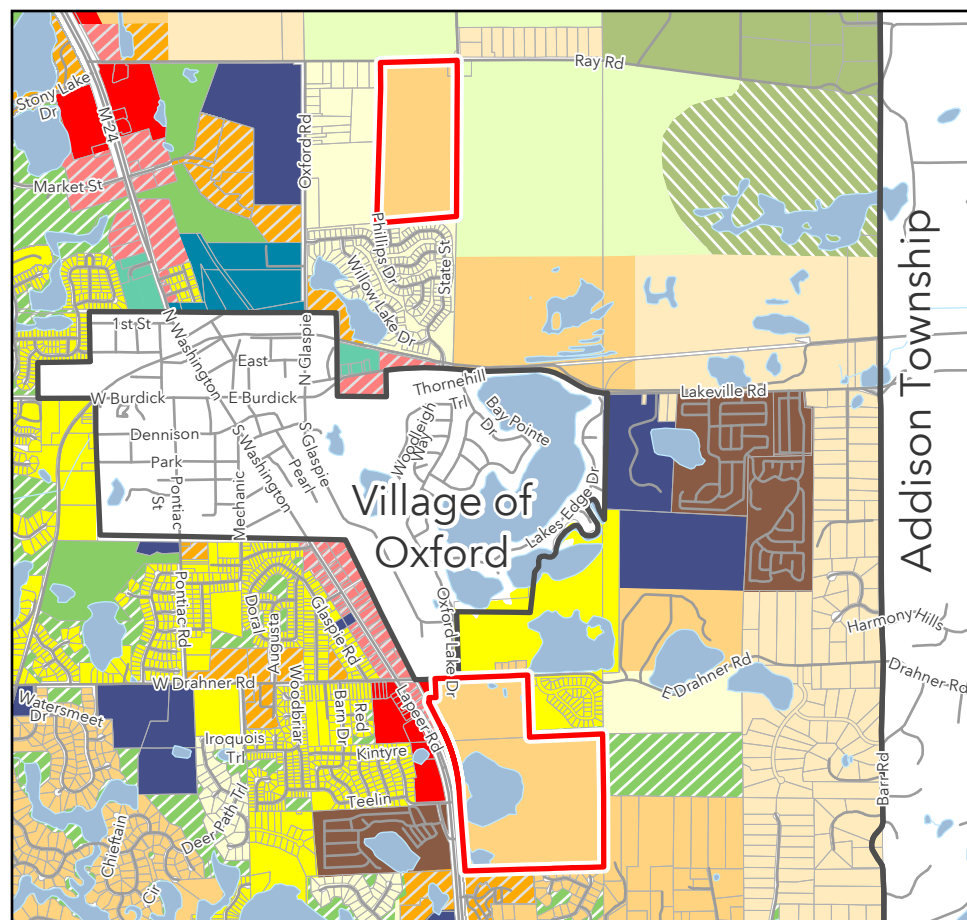 Ray Rd
Stony Lake
Dr
M-24
Oxford Rd
Market St
Phillips Dr
State St
Willow Lake Dr
Addison Township
1st St
N Washington
N Glaspie
East
W Burdick
E Burdick
Thornehill
Trl
Lakeville Rd
Bay Pointe
Dr
Woodleigh
Way
Dennison
S Washington
S Glaspie
Park
Pearl
Pontiac
St
Mechanic
Village of
Oxford
Lakes Edge Dr
Pontiac Rd
Doral
Augusta
Glaspie Rd
Oxford Lake Dr
Harmony Hills
W Drahner Rd
E Drahner Rd
Drahner Rd
Watersmeet
Dr
Woodbriar
Barn Dr
Red
Lapeer Rd
Iroquois
Trl
Kintyre
Barr Rd
Teelin
Deer Path Trl
Chieftain
Cir